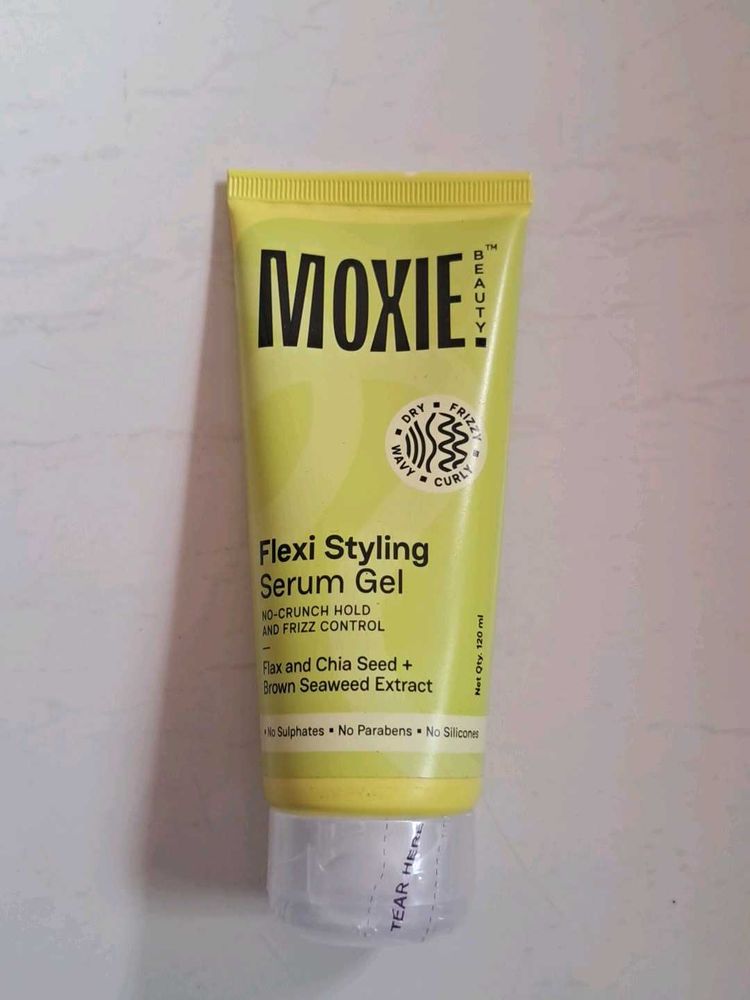 MOXIE!
BEAUTY
™
DRY ▪ FRIZZY ▪ CURLY ▪ WAVY ▪
Flexi Styling
Serum Gel
NO-CRUNCH HOLD
AND FRIZZ CONTROL
Flax and Chia Seed +
Brown Seaweed Extract
Net Qty. 120 ml
▪ No Sulphates ▪ No Parabens ▪ No Silicones
TEAR HERE